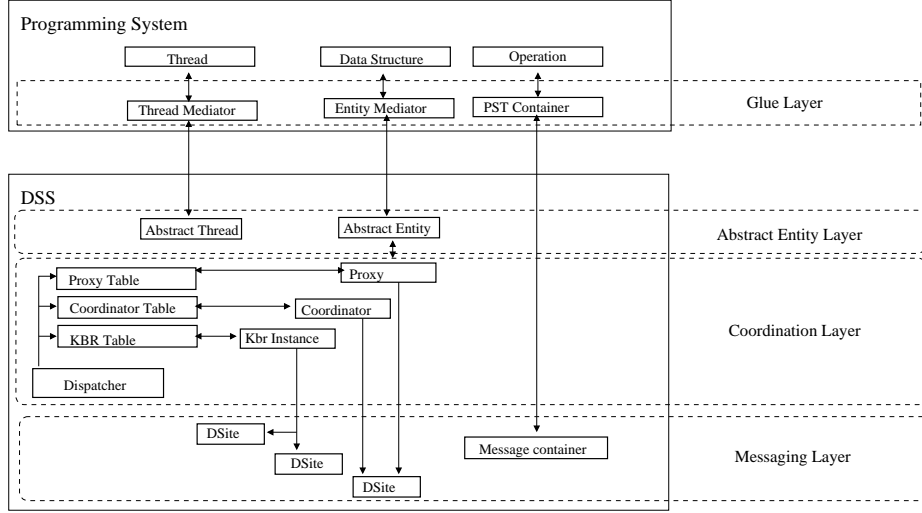 Programming System
Thread
Data Structure
Operation
Thread Mediator
Entity Mediator
PST Container
Glue Layer
DSS
Abstract Thread
Abstract Entity
Abstract Entity Layer
Proxy Table
Proxy
Coordinator Table
Coordinator
Coordination Layer
KBR Table
Kbr Instance
Dispatcher
DSite
Message container
DSite
Messaging Layer
DSite